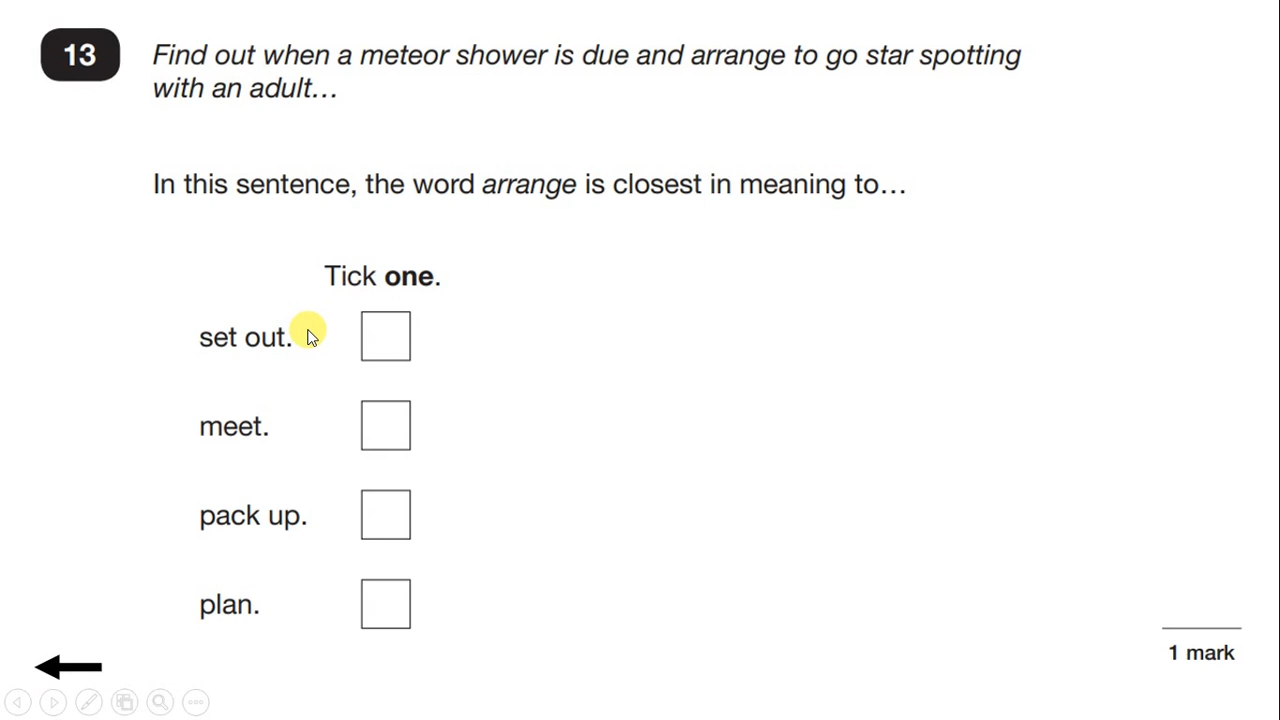 13
Find out when a meteor shower is due and arrange to go star spotting
with an adult…
In this sentence, the word arrange is closest in meaning to…
Tick one.
set out.
meet.
pack up.
plan.
1 mark